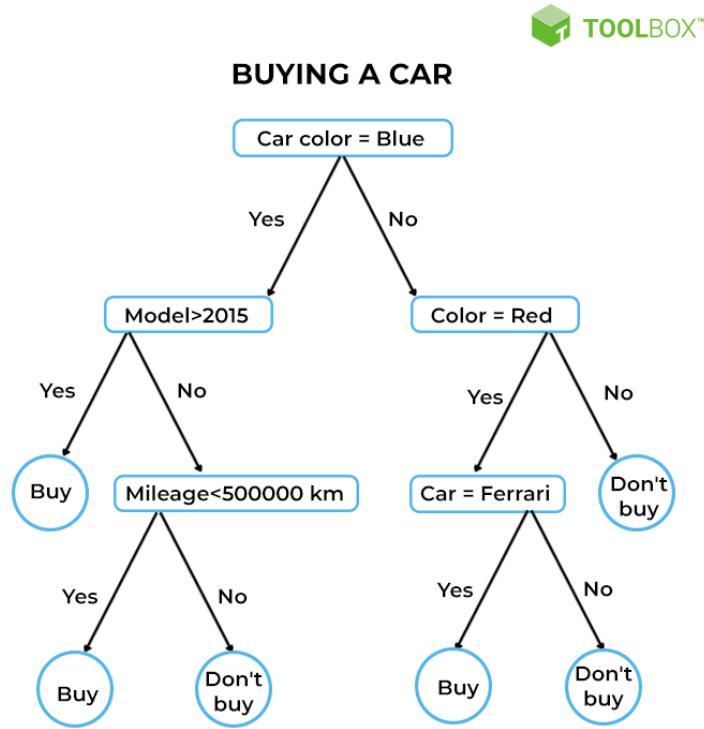 TOOLBOX™
BUYING A CAR
Car color = Blue
Yes
No
Model>2015
Color = Red
Yes
No
Yes
No
Buy
Mileage<500000 km
Car = Ferrari
Don't
buy
Yes
No
Yes
No
Buy
Don't
buy
Buy
Don't
buy